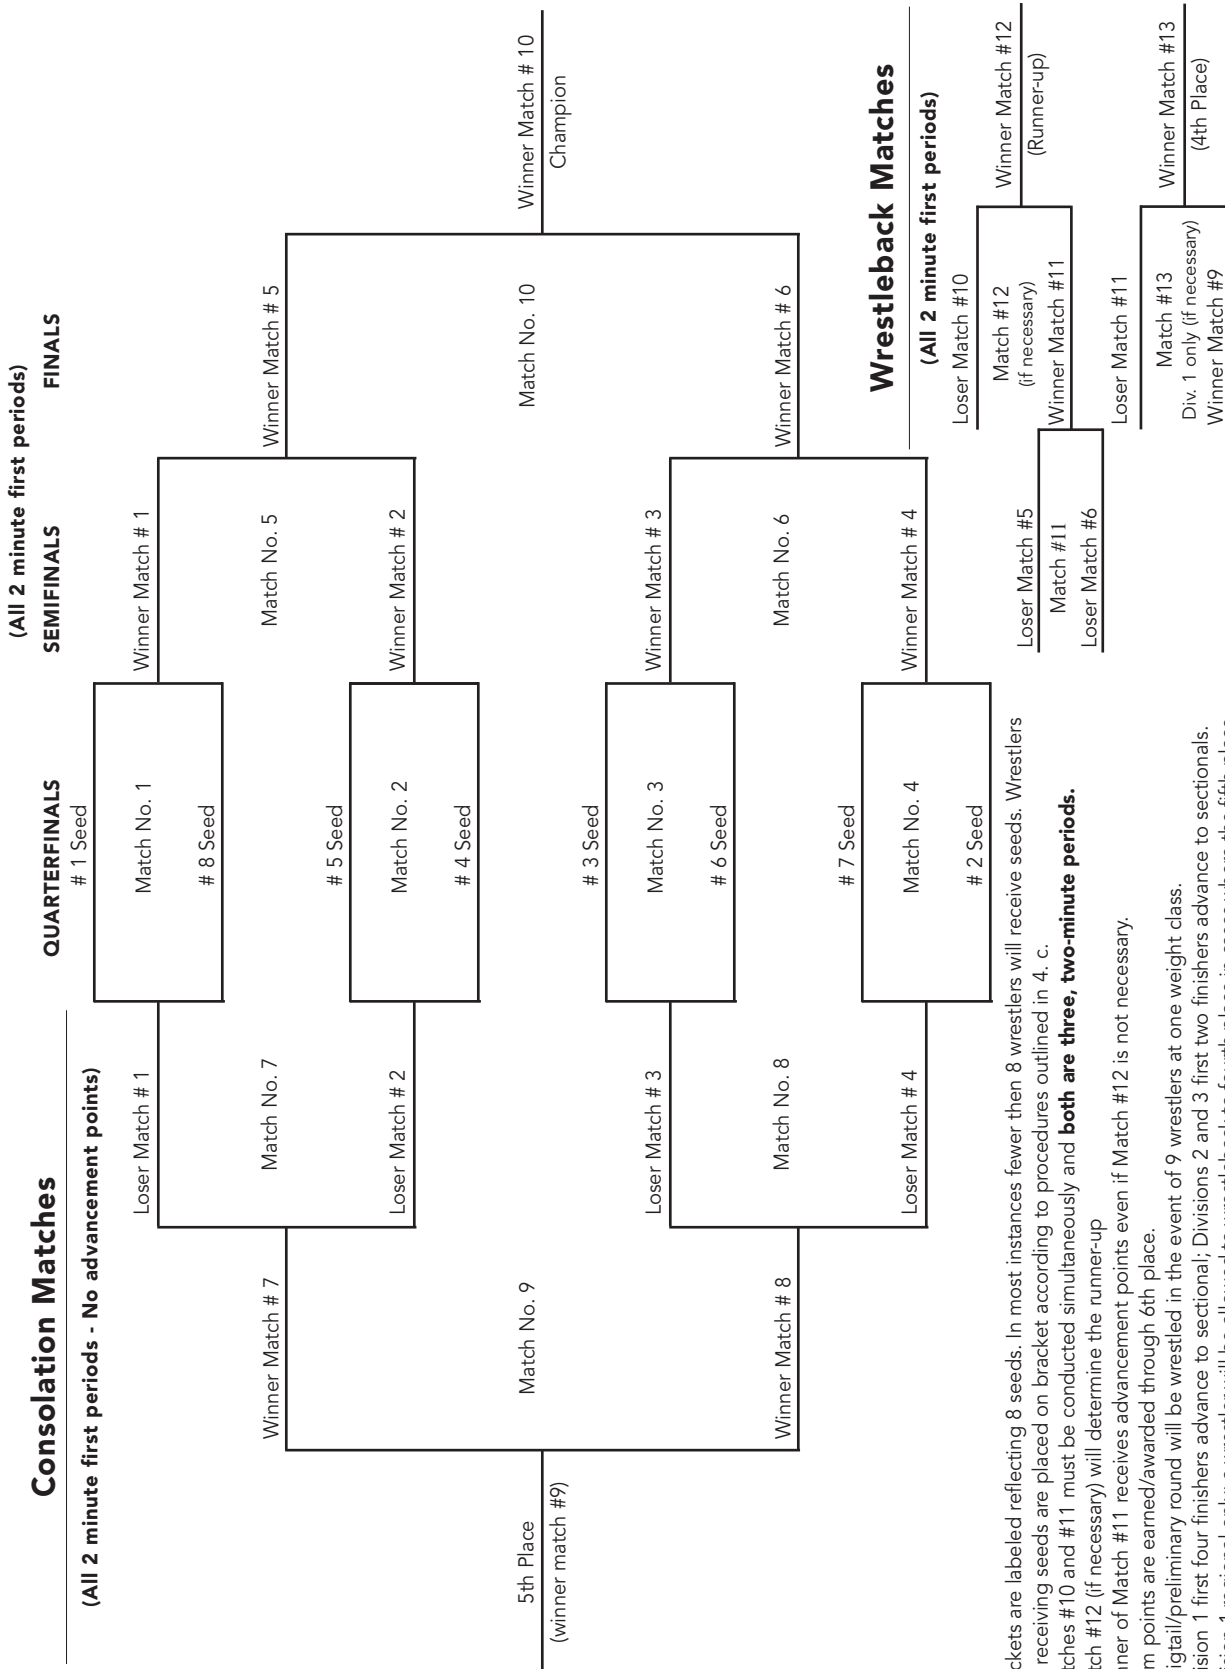 Consolation Matches
(All 2 minute first periods - No advancement points)
(All 2 minute first periods)
QUARTERFINALS
SEMIFINALS
FINALS
# 1 Seed
Match No. 1
# 8 Seed
# 5 Seed
Match No. 2
# 4 Seed
# 3 Seed
Match No. 3
# 6 Seed
# 7 Seed
Match No. 4
# 2 Seed
Winner Match # 1
Match No. 5
Winner Match # 2
Winner Match # 3
Match No. 6
Winner Match # 4
Winner Match # 5
Match No. 10
Winner Match # 6
Winner Match # 10
Champion
Loser Match # 1
Match No. 7
Loser Match # 2
Loser Match # 3
Match No. 8
Loser Match # 4
Winner Match # 7
Match No. 9
Winner Match # 8
5th Place
(winner match #9)
Wrestleback Matches
(All 2 minute first periods)
Loser Match #5
Match #11
Loser Match #6
Loser Match #10
Match #12
(if necessary)
Winner Match #11
Winner Match #12
(Runner-up)
Loser Match #11
Match #13
Div. 1 only (if necessary)
Winner Match #9
Winner Match #13
(4th Place)
ckets are labeled reflecting 8 seeds. In most instances fewer then 8 wrestlers will receive seeds. Wrestlers
receiving seeds are placed on bracket according to procedures outlined in 4. c.
tches #10 and #11 must be conducted simultaneously and both are three, two-minute periods.
tch #12 (if necessary) will determine the runner-up
nner of Match #11 receives advancement points even if Match #12 is not necessary.
m points are earned/awarded through 6th place.
igtail/preliminary round will be wrestled in the event of 9 wrestlers at one weight class.
ision 1 first four finishers advance to sectional; Divisions 2 and 3 first two finishers advance to sectionals.